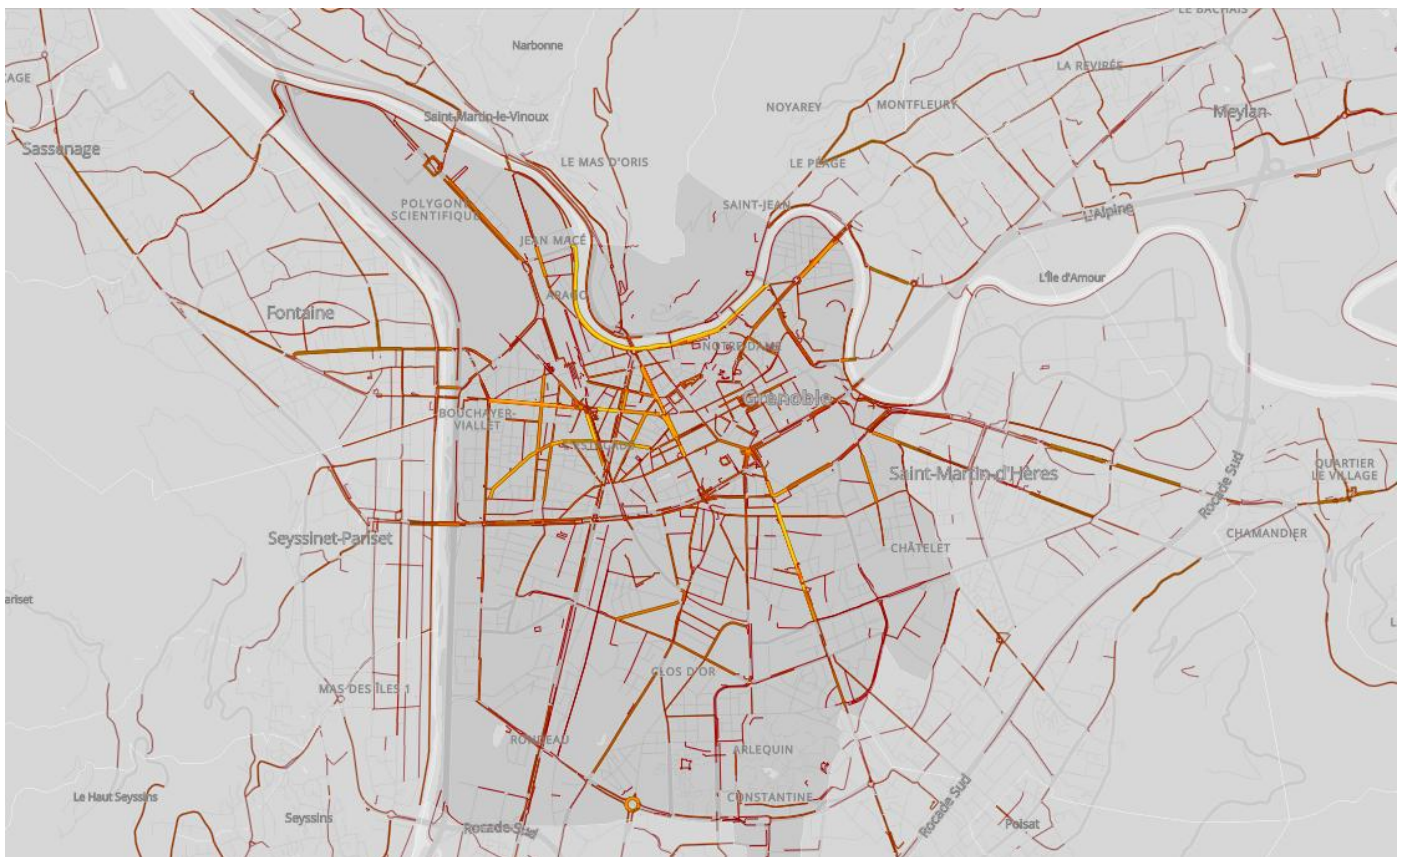 LE BACHAIS
Narbonne
LA REVIRÉE
CAGE
NOYAREY
MONTFLEURY
Meylan
Saint-Martin-le-Vinoux
Sassenage
LE MAS D'ORIS
LE PÉAGE
POLYGONE
SCIENTIFIQUE
SAINT-JEAN
L'Alpine
JEAN MACÉ
L'Île d'Amour
ARAGO
Fontaine
NOTRE-DAME
Grenoble
BOUCHAYER-
VIALLET
Saint-Martin-d'Hères
QUARTIER
LE VILLAGE
Rocade Sud
Seyssinet-Pariset
CHAMANDIER
CHÂTELET
ariset
L
CLOS D'OR
MAS DES ÎLES 1
RONDEAU
ARLEQUIN
Le Haut Seyssins
CONSTANTINE
Rocade Sud
Seyssins
Rocade Sud
Poisat